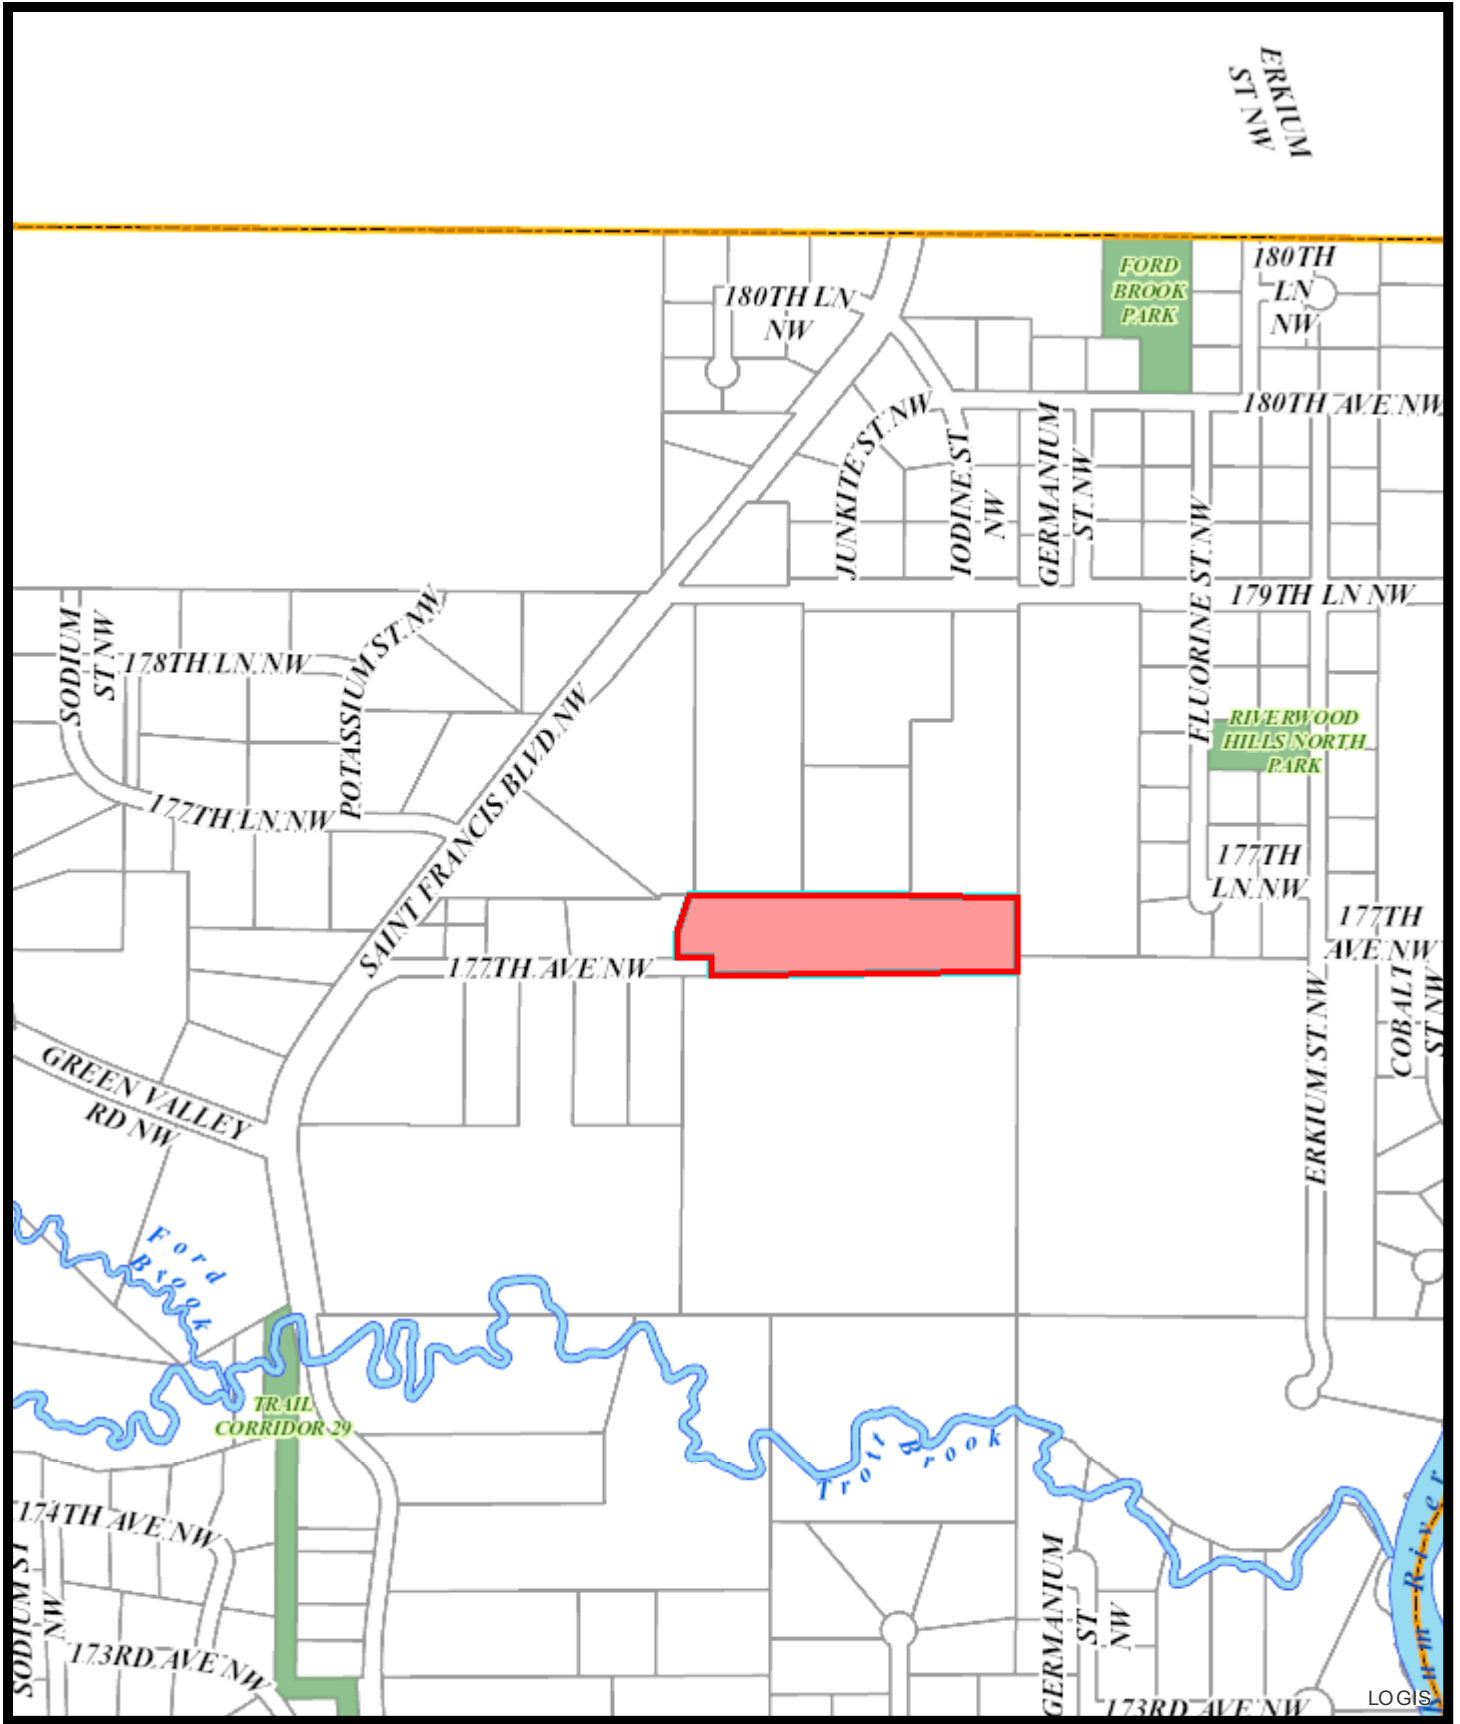 ERKIUM
ST NW
180TH LN
NW
FORD
BROOK
PARK
180TH
LN
NW
180TH AVE NW
JUNKITE ST NW
IODINE ST
NW
GERMANIUM
ST NW
FLUORINE ST NW
179TH LN NW
SODIUM
ST NW
178TH LN NW
POTASSIUM ST NW
177TH LN NW
SAINT FRANCIS BLVD NW
RIVERWOOD
HILLS NORTH
PARK
177TH
LN NW
177TH
AVE NW
177TH AVE NW
COBALT
ST NW
ERKIUM ST NW
GREEN VALLEY
RD NW
Ford
Brook
TRAIL
CORRIDOR 29
Trott Brook
174TH AVE NW
SODIUM ST
NW
173RD AVE NW
GERMANIUM
ST
NW
173RD AVE NW
Rum River
LOGIS